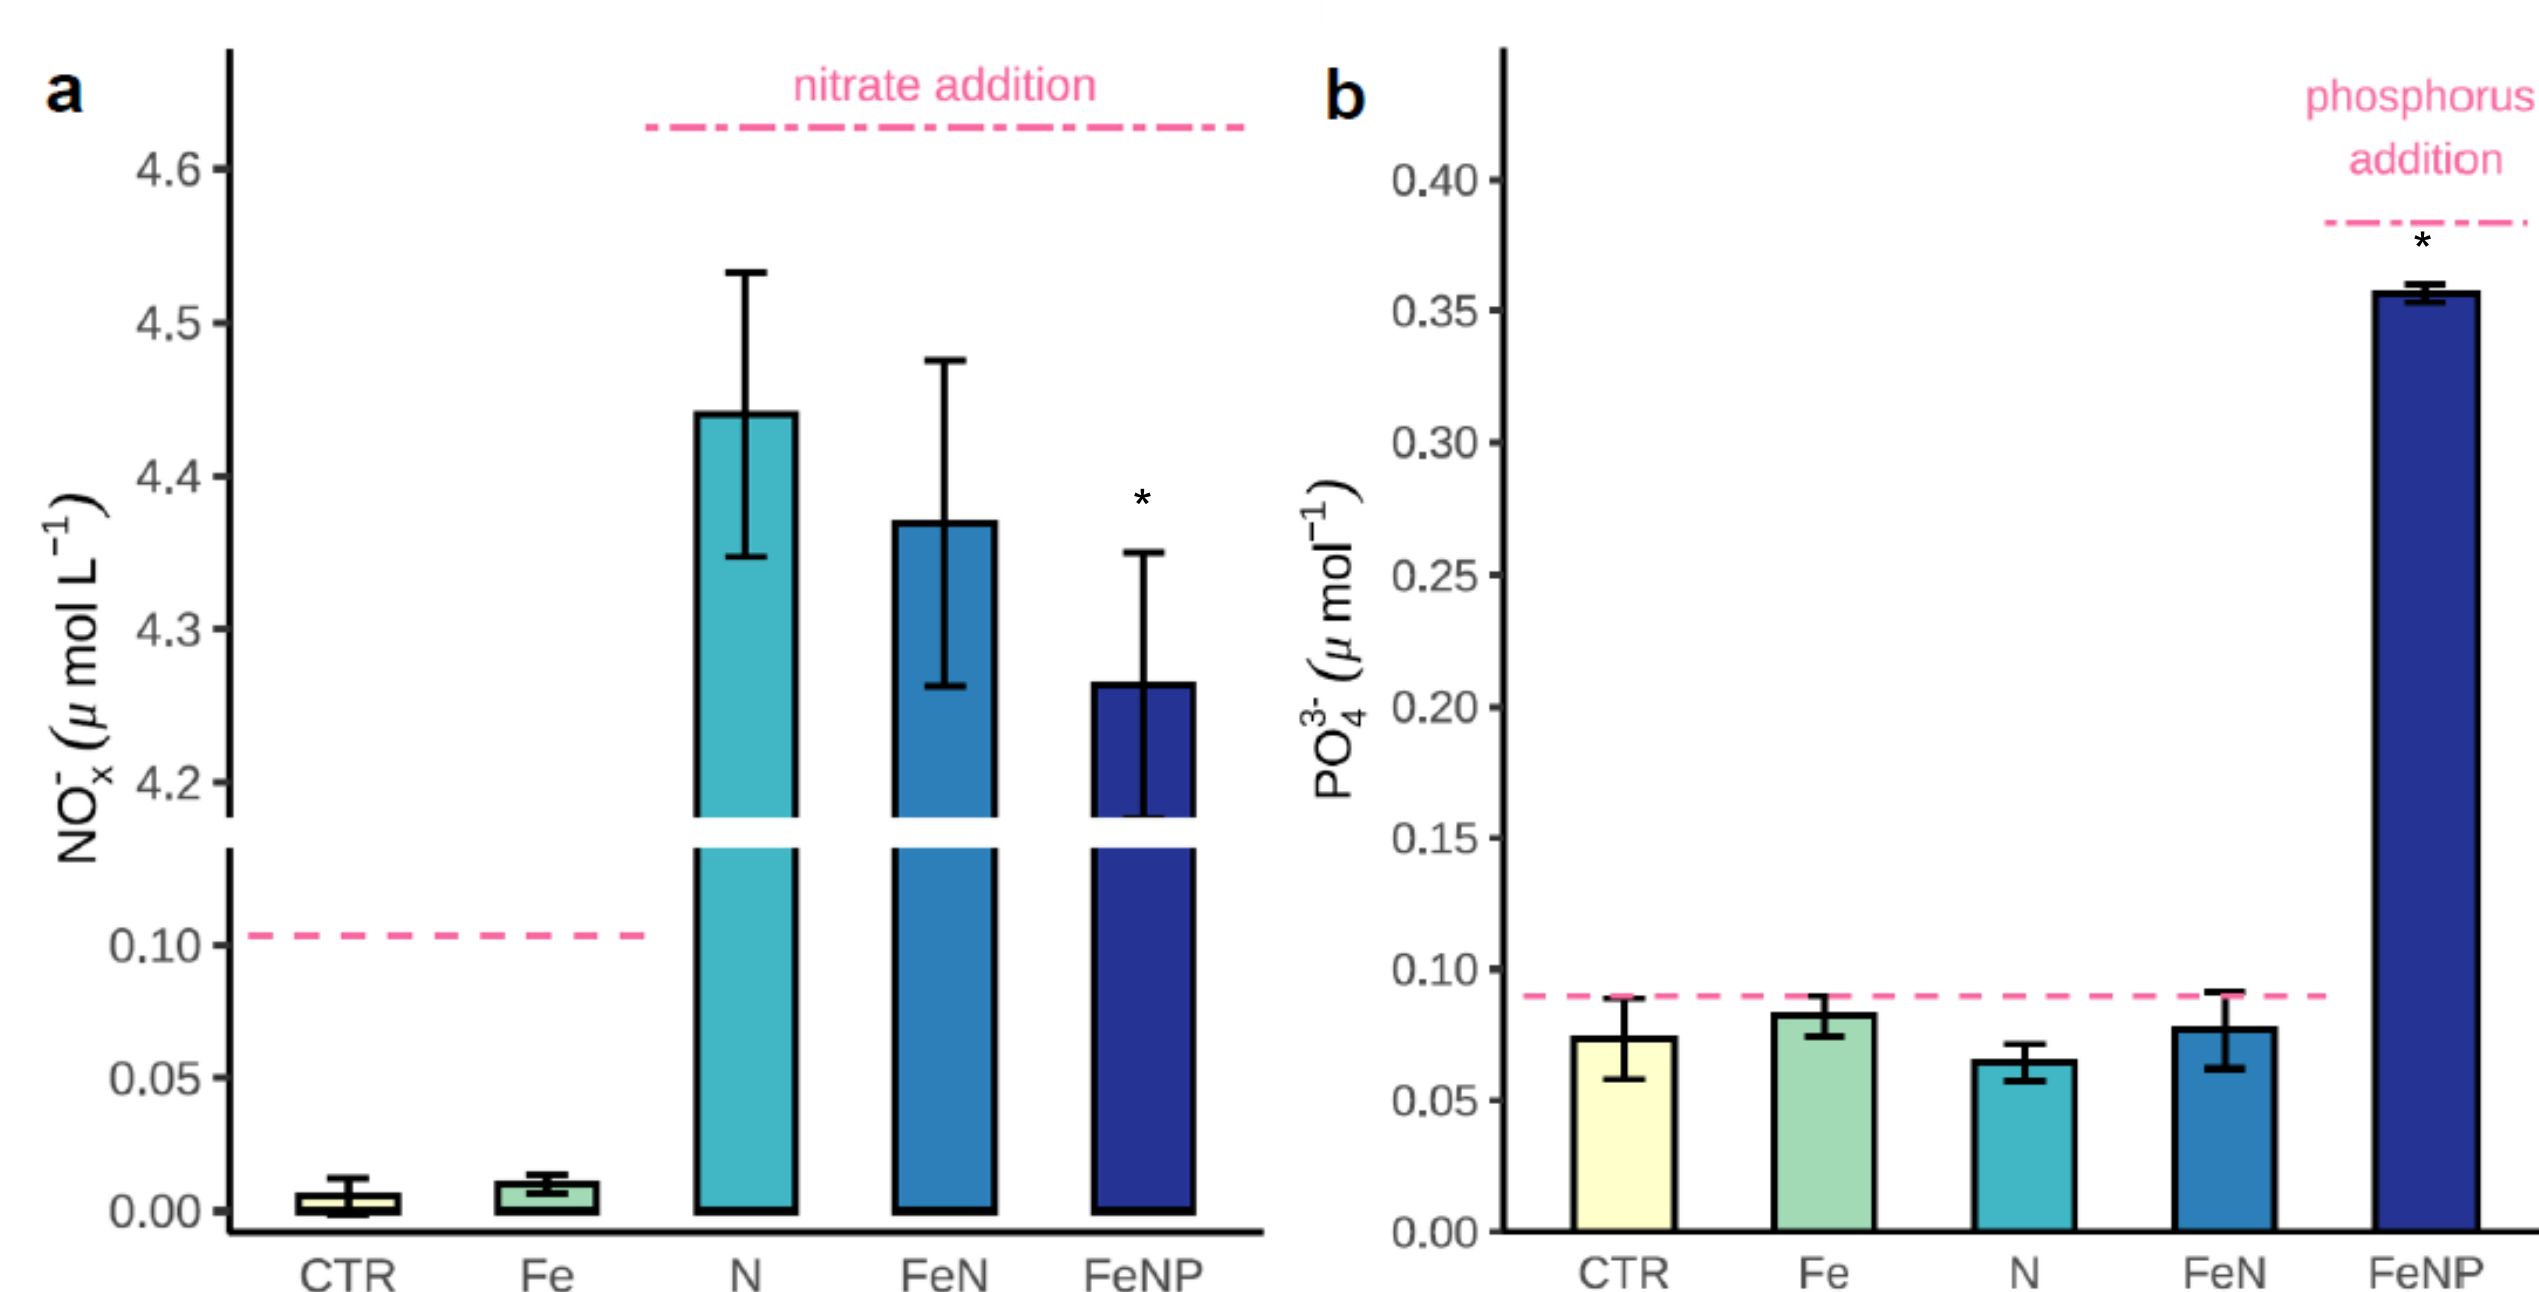 a
nitrate addition
4.6
4.5
4.4
4.3
4.2
0.10
0.05
0.00
NOₓ⁻ (μ mol L⁻¹)
CTR Fe N FeN FeNP
*
b
phosphorus
addition
*
0.40
0.35
0.30
0.25
0.20
0.15
0.10
0.05
0.00
PO₄³⁻ (μ mol⁻¹)
CTR Fe N FeN FeNP